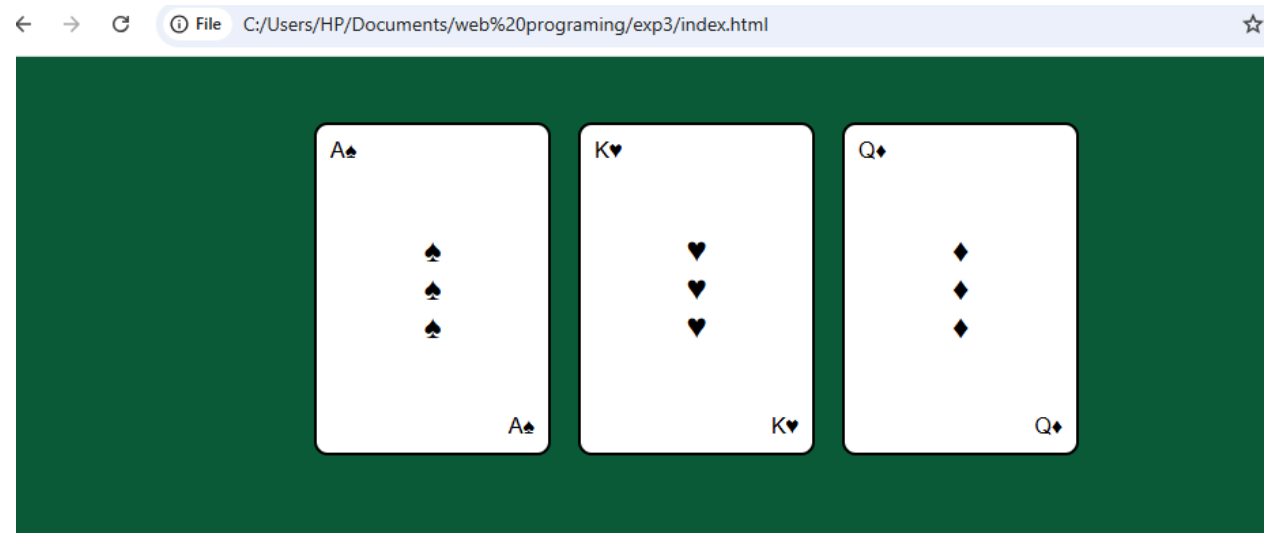 File C:/Users/HP/Documents/web%20programing/exp3/index.html
A♠ K♥ Q♦
♠ ♥ ♦
♠ ♥ ♦
♠ ♥ ♦
A♠ K♥ Q♦